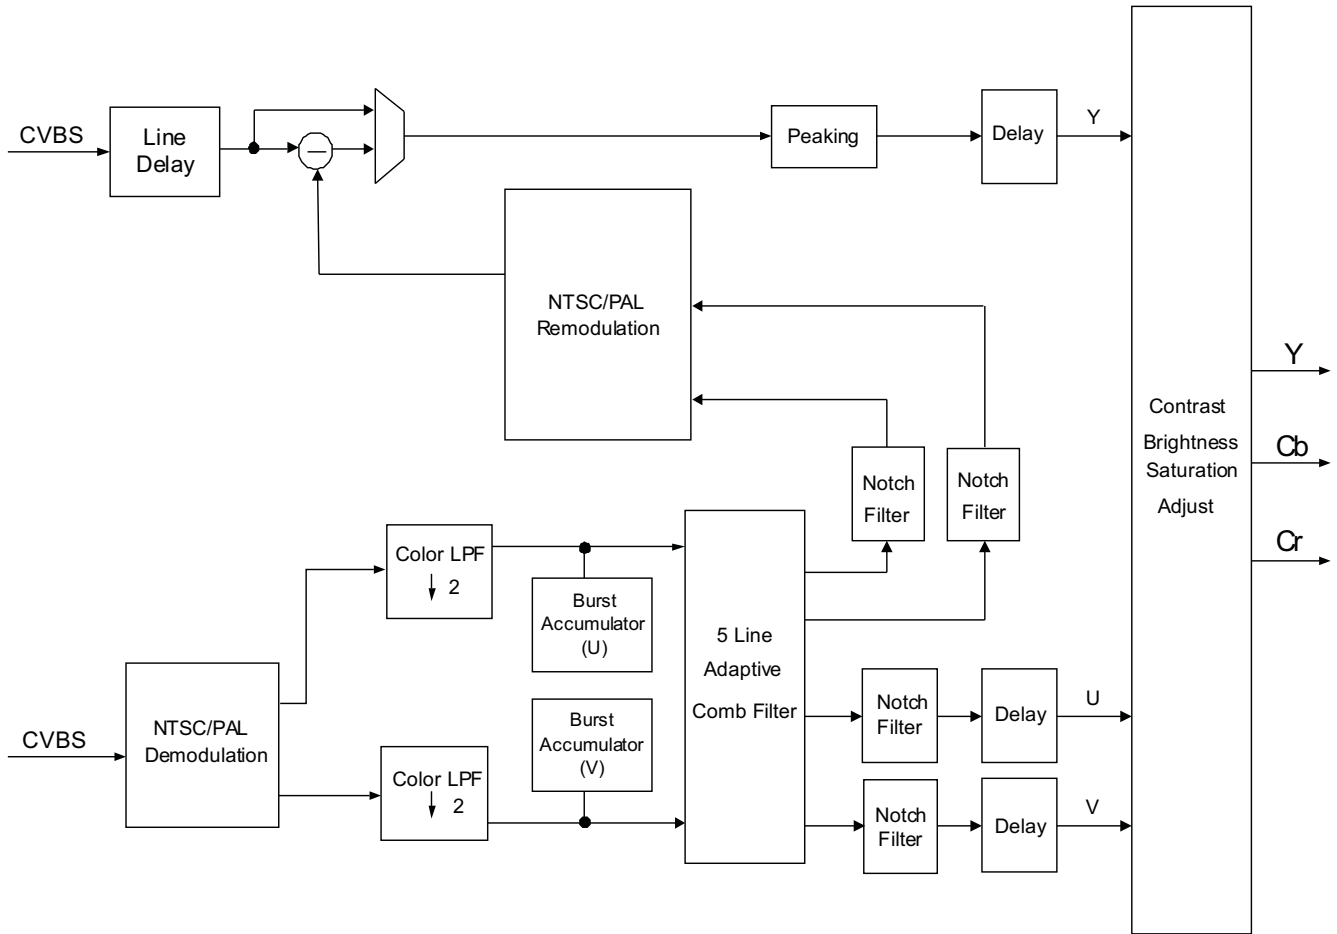 CVBS
Line
Delay
Peaking
Delay
Y
NTSC/PAL
Remodulation
Y
Cb
Cr
Contrast
Brightness
Saturation
Adjust
Notch
Filter
Notch
Filter
Color LPF
2
Burst
Accumulator
(U)
5 Line
Adaptive
Comb Filter
CVBS
NTSC/PAL
Demodulation
Color LPF
2
Burst
Accumulator
(V)
Notch
Filter
Delay
U
Notch
Filter
Delay
V